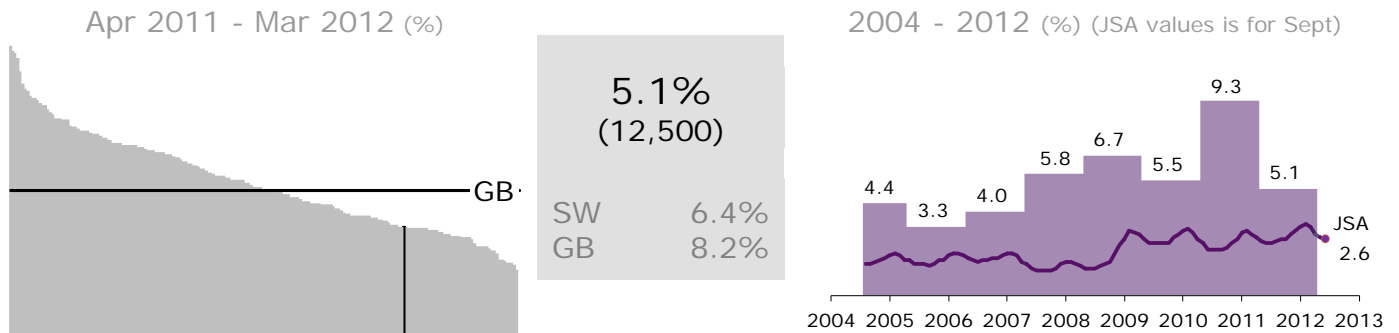 Apr 2011 - Mar 2012 (%)
GB
5.1%
(12,500)
SW 6.4%
GB 8.2%
2004 - 2012 (%) (JSA values is for Sept)
9.3
6.7
5.8
5.5
5.1
4.4
4.0
3.3
JSA
2.6
2004 2005 2006 2007 2008 2009 2010 2011 2012 2013